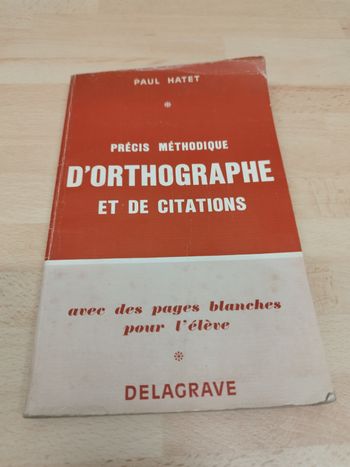 PAUL HATET
PRÉCIS MÉTHODIQUE
D'ORTHOGRAPHE
ET DE CITATIONS
avec des pages blanches
pour l'élève
DELAGRAVE